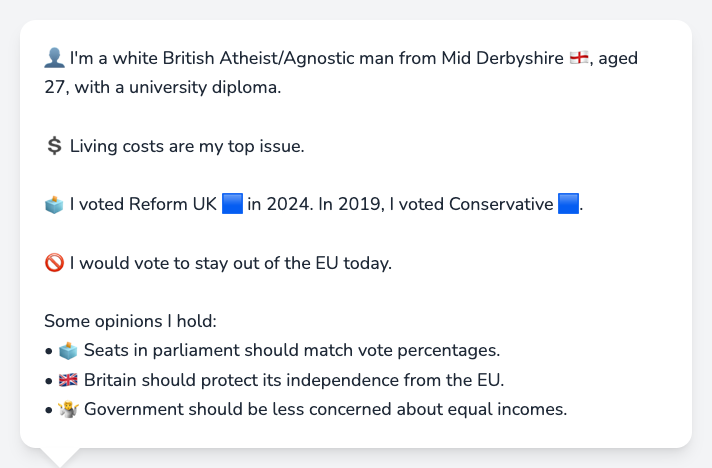 👤 I'm a white British Atheist/Agnostic man from Mid Derbyshire 🏴󠁧󠁢󠁥󠁮󠁧󠁿, aged
27, with a university diploma.
💲 Living costs are my top issue.
🗳️ I voted Reform UK 🟦 in 2024. In 2019, I voted Conservative 🟦.
🚫 I would vote to stay out of the EU today.
Some opinions I hold:
• 🗳️ Seats in parliament should match vote percentages.
• 🇬🇧 Britain should protect its independence from the EU.
• 🤷 Government should be less concerned about equal incomes.